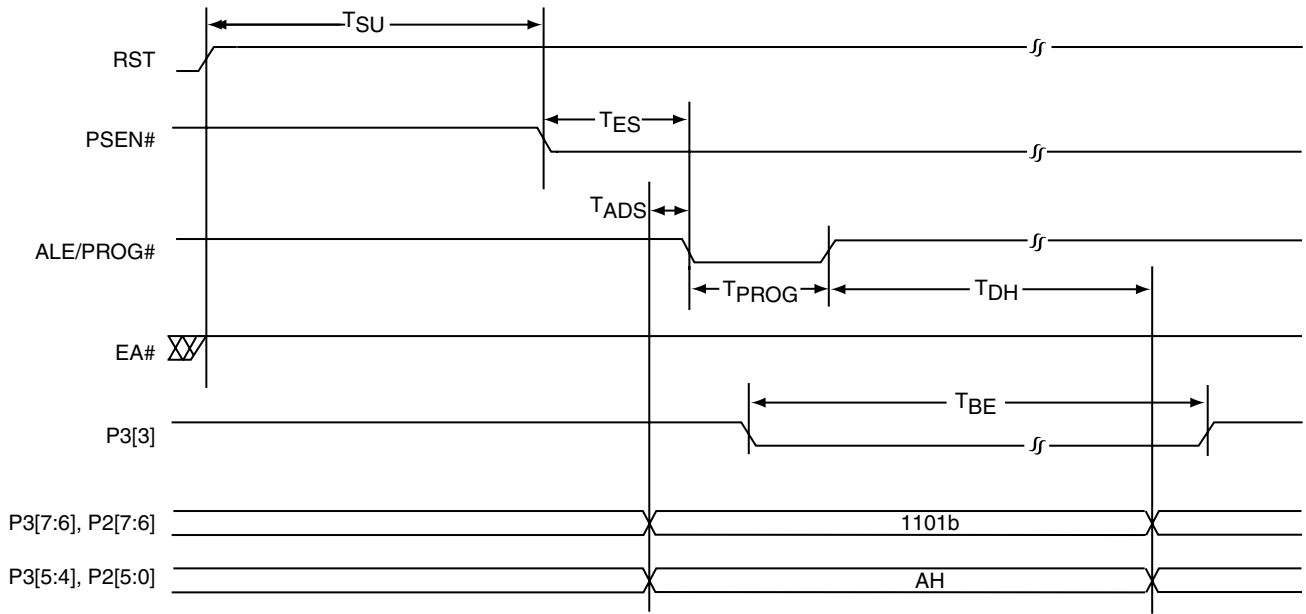 TSU
RST
TES
PSEN#
TADS
ALE/PROG#
TPROG
TDH
EA#
TBE
P3[3]
P3[7:6], P2[7:6]
1101b
P3[5:4], P2[5:0]
AH